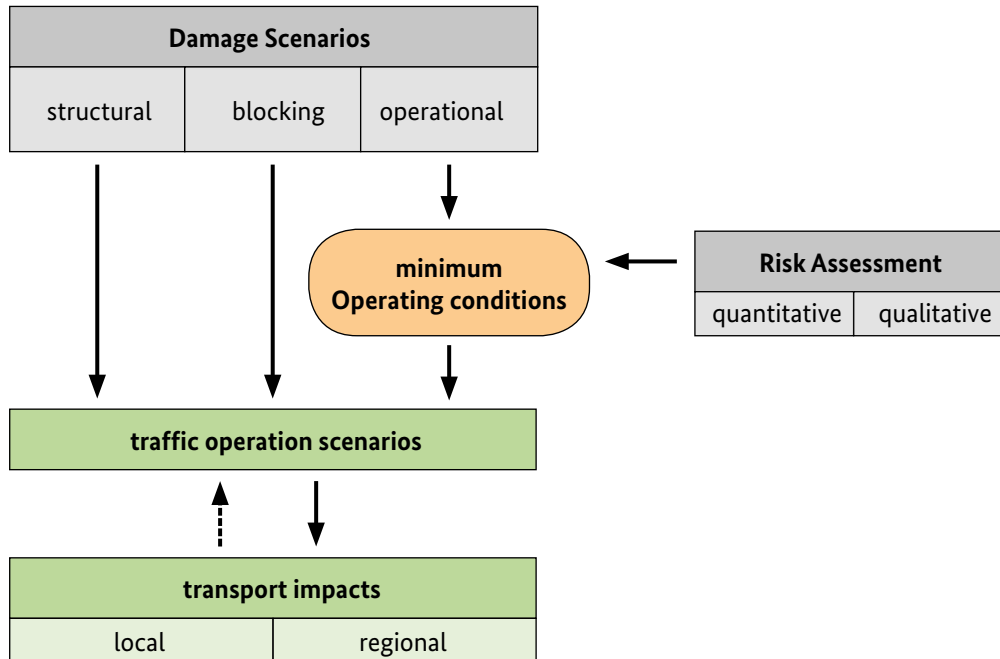 Damage Scenarios
structural
blocking
operational
minimum
Operating conditions
Risk Assessment
quantitative
qualitative
traffic operation scenarios
transport impacts
local
regional